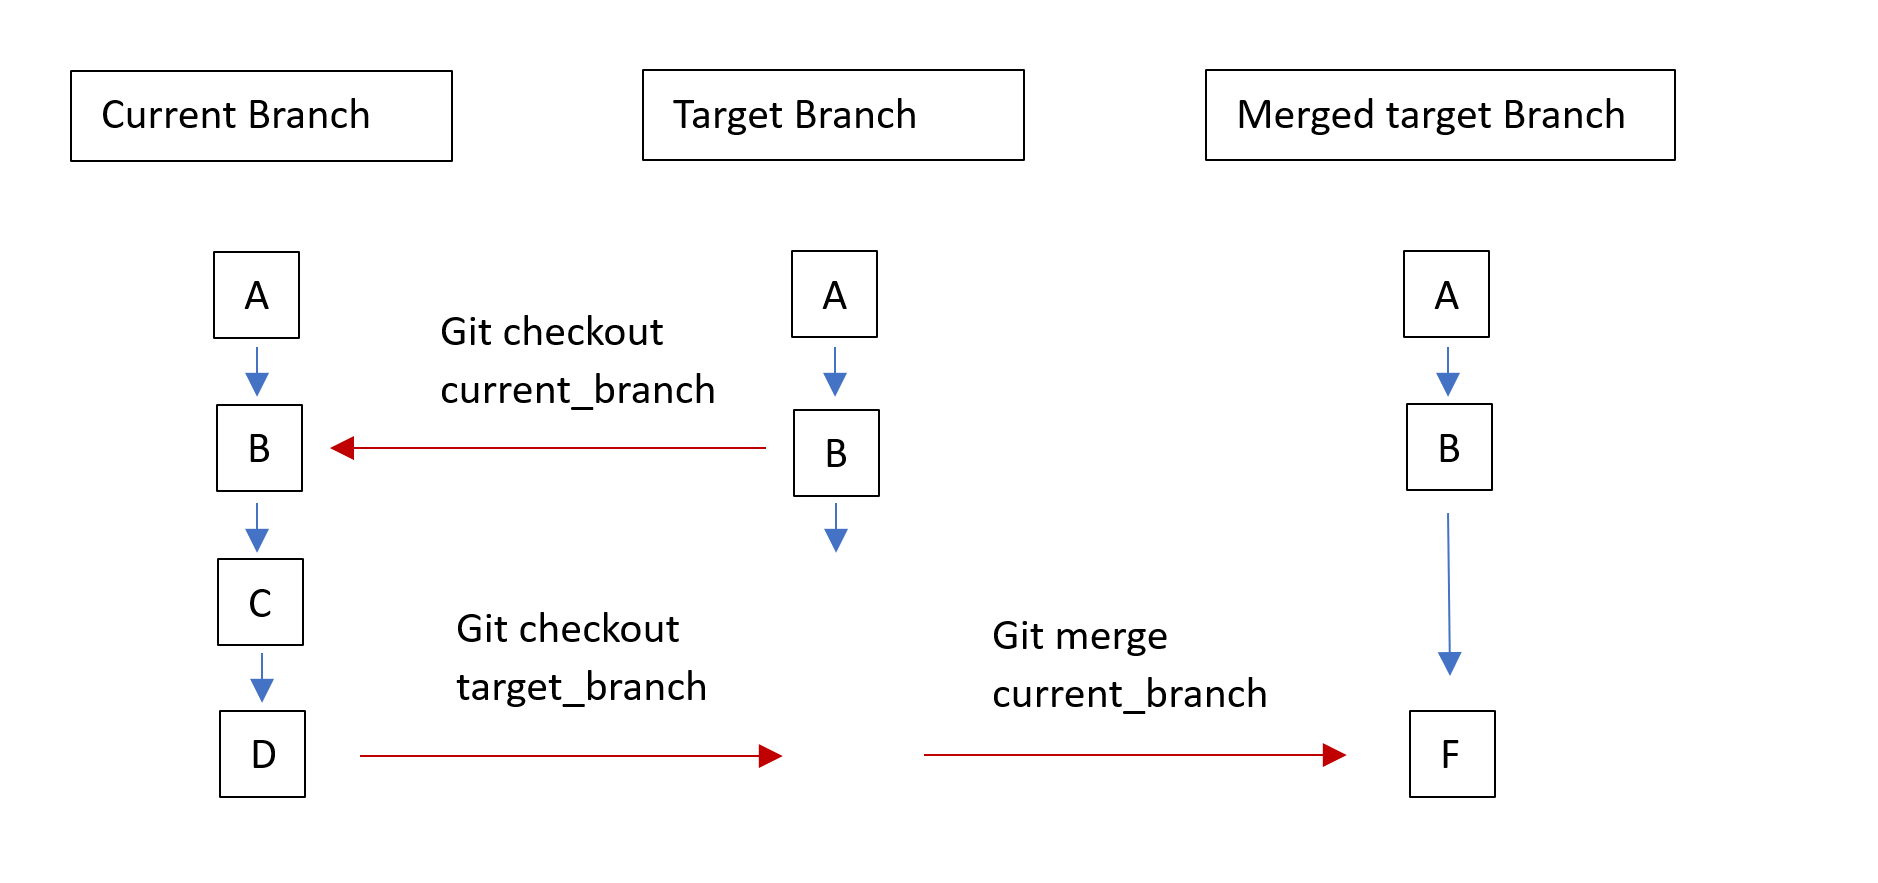 Current Branch
Target Branch
Merged target Branch
A
A
A
Git checkout
current_branch
B
B
B
C
Git checkout
target_branch
Git merge
current_branch
D
F